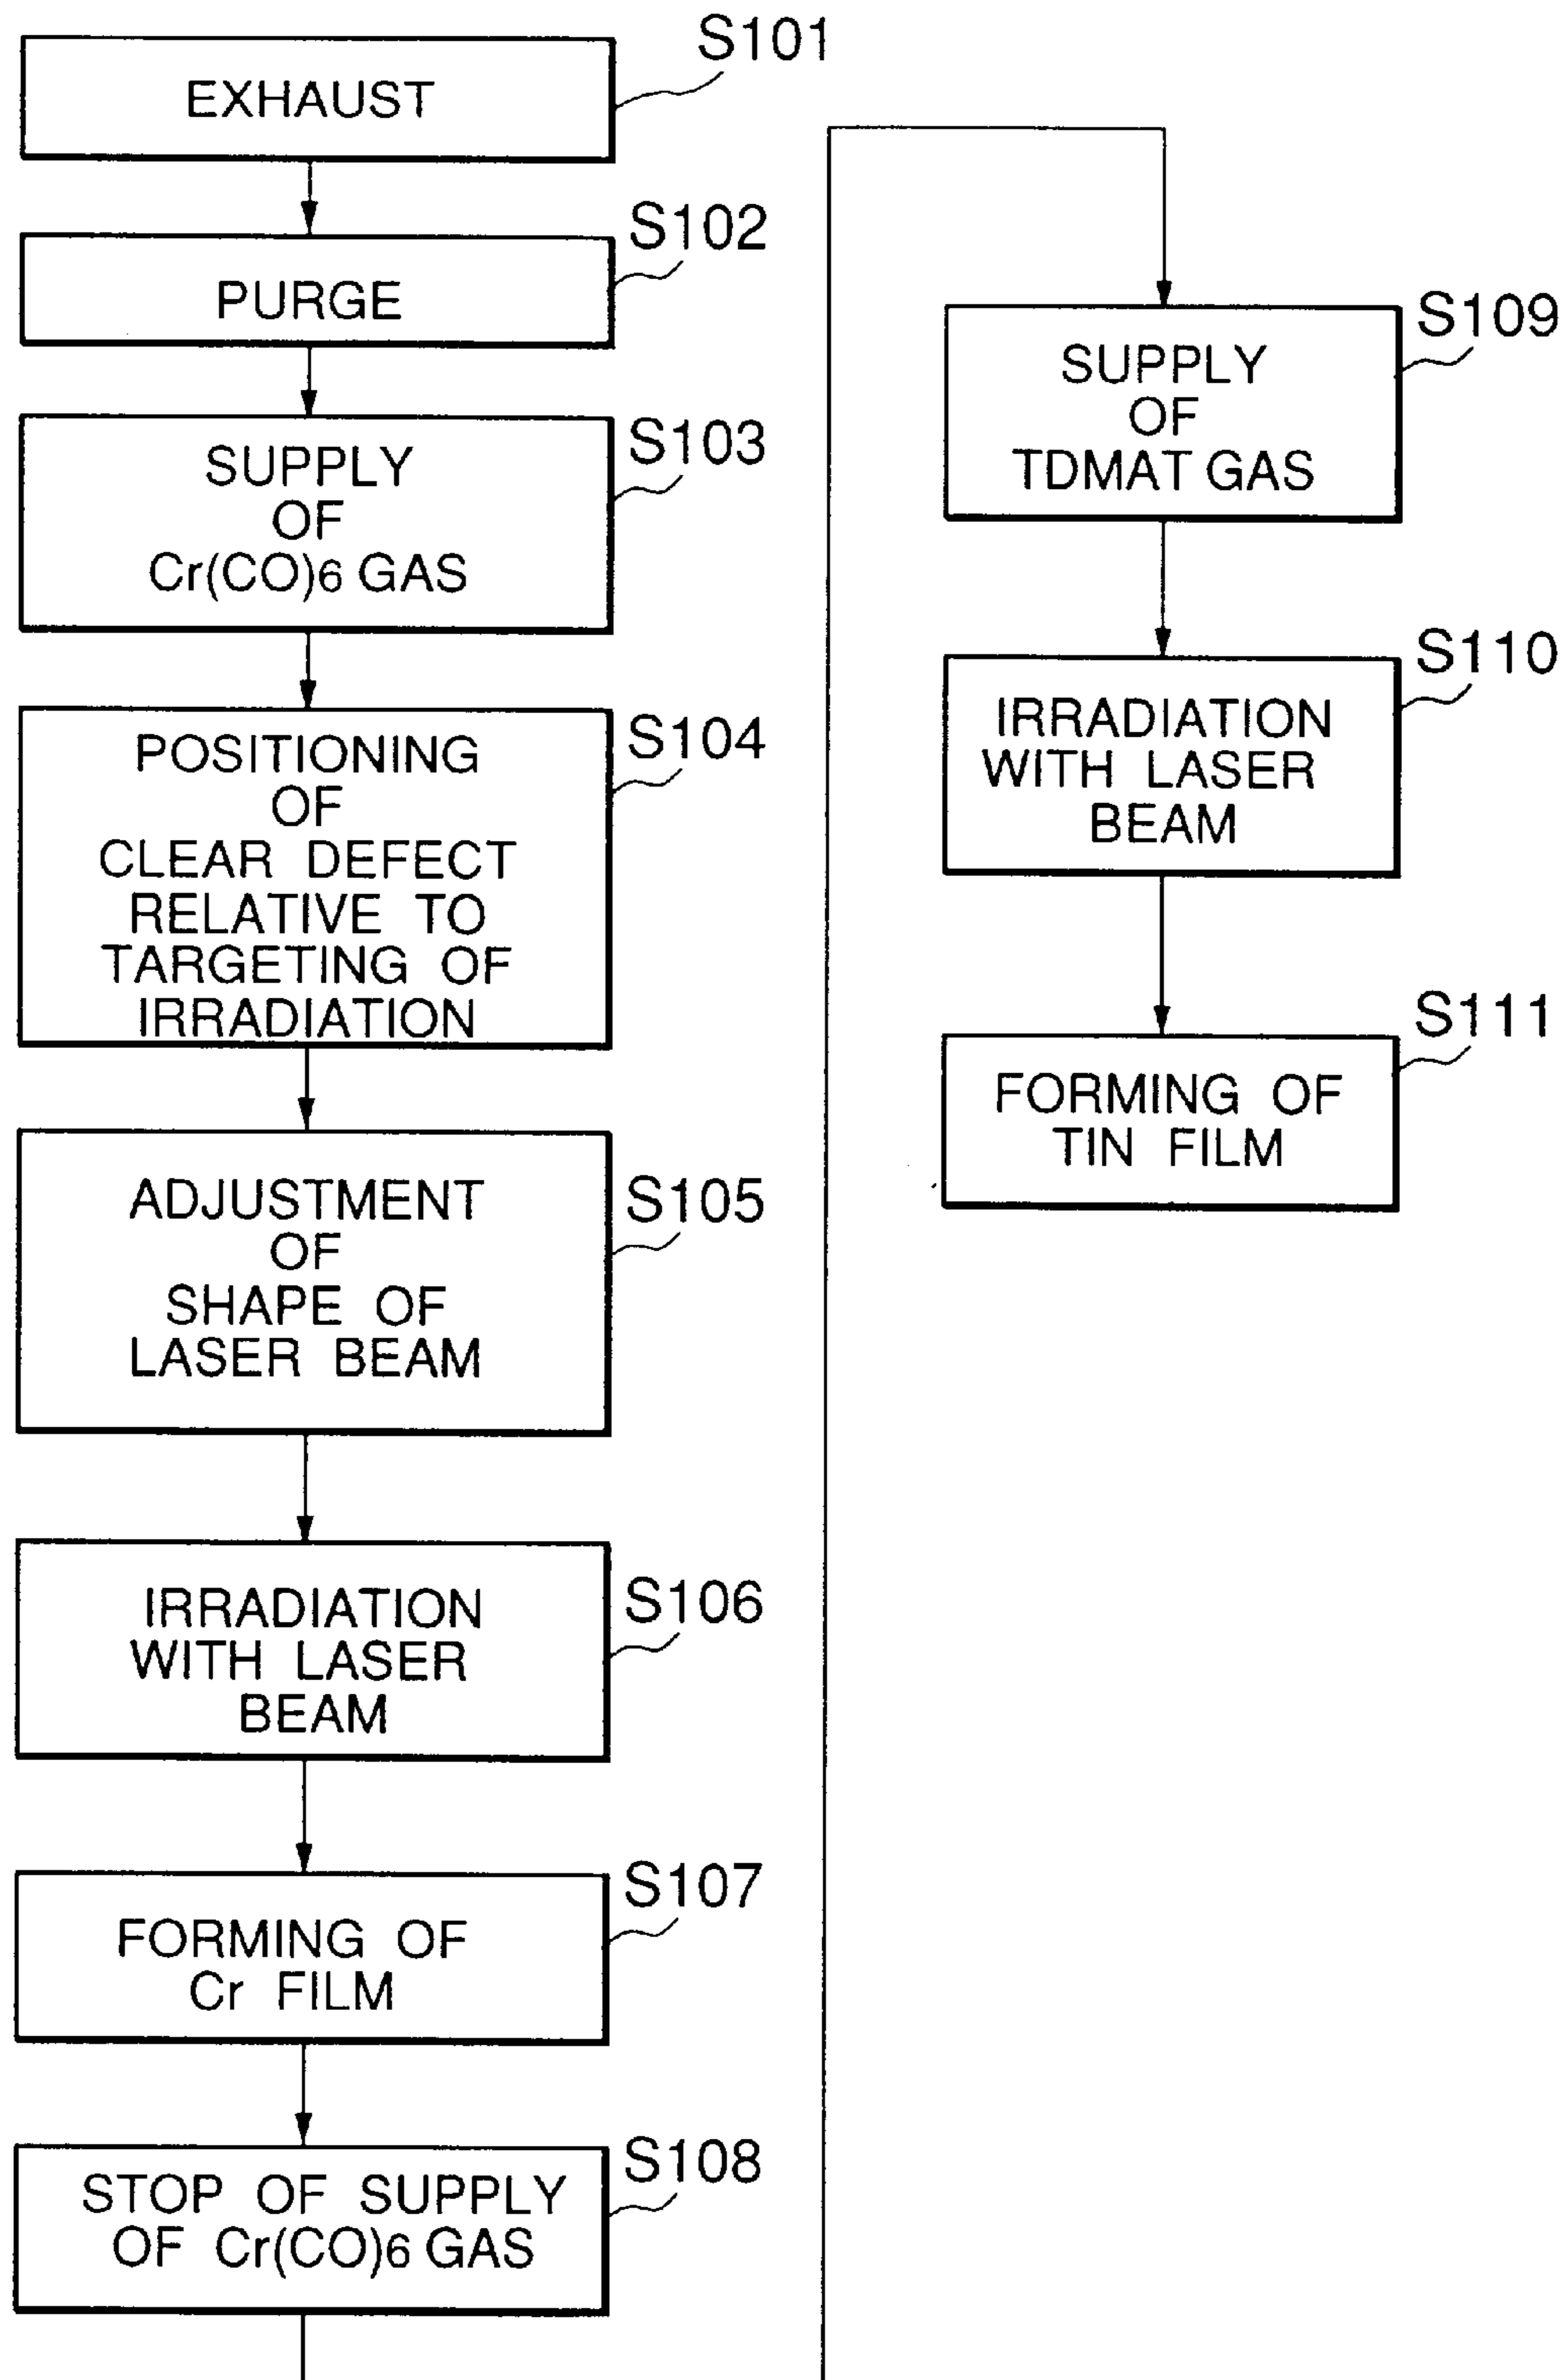 S101
EXHAUST
S102
PURGE
S103
SUPPLY
OF
Cr(CO)6 GAS
S104
POSITIONING
OF
CLEAR DEFECT
RELATIVE TO
TARGETING OF
IRRADIATION
S105
ADJUSTMENT
OF
SHAPE OF
LASER BEAM
S106
IRRADIATION
WITH LASER
BEAM
S107
FORMING OF
Cr FILM
S108
STOP OF SUPPLY
OF Cr(CO)6 GAS
S109
SUPPLY
OF
TDMAT GAS
S110
IRRADIATION
WITH LASER
BEAM
S111
FORMING OF
TIN FILM